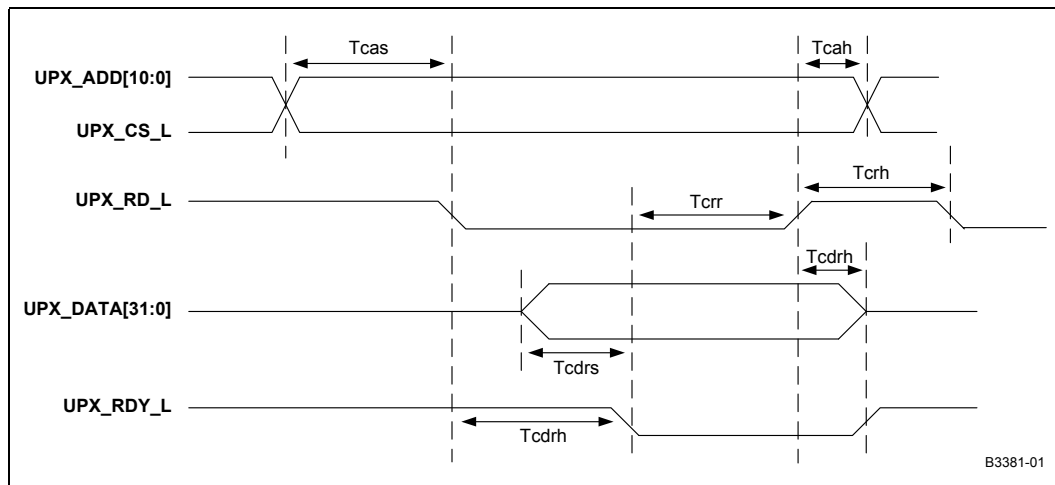 Tcas
Tcah
UPX_ADD[10:0]
UPX_CS_L
Tcrh
UPX_RD_L
Tcrr
Tcdrh
UPX_DATA[31:0]
Tcdrs
UPX_RDY_L
Tcdrh
B3381-01